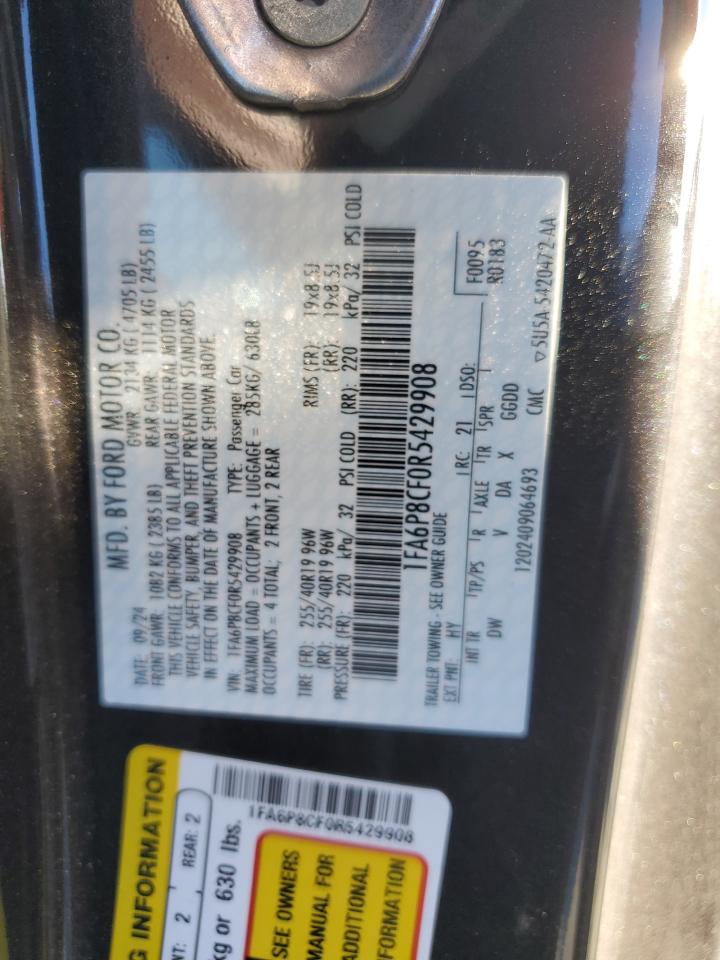 MFD. BY FORD MOTOR CO.
DATE: 09/24 GVWR: 2134 KG ( 4705 LB)
FRONT GAWR: 1082 KG ( 2385 LB) REAR GAWR: 1114 KG ( 2455 LB)
THIS VEHICLE CONFORMS TO ALL APPLICABLE FEDERAL MOTOR
VEHICLE SAFETY, BUMPER, AND THEFT PREVENTION STANDARDS
IN EFFECT ON THE DATE OF MANUFACTURE SHOWN ABOVE.
VIN: 1FA6P8CF0R5429908 TYPE: Passenger Car
MAXIMUM LOAD = OCCUPANTS + LUGGAGE = 285KG/ 630LB
OCCUPANTS = 4 TOTAL; 2 FRONT, 2 REAR
TIRE (FR): 255/40R19 96W RIMS (FR): 19x8.5J
(RR): 255/40R19 96W (RR): 19x8.5J
PRESSURE (FR): 220 kPa/ 32 PSI COLD (RR): 220 kPa/ 32 PSI COLD
1FA6P8CF0R5429908
TRAILER TOWING - SEE OWNER GUIDE F0095
EXT PNT: HY RC: 21 DSO: R0183
INT TR TP/PS R AXLE TR SPR
DW V DA X GGDD
1202409064693 CMC ▽5U5A-5420472-AA
G INFORMATION
NT: 2 REAR: 2
kg or 630 lbs.
1FA6P8CF0R5429908
SEE OWNERS
MANUAL FOR
ADDITIONAL
FORMATION